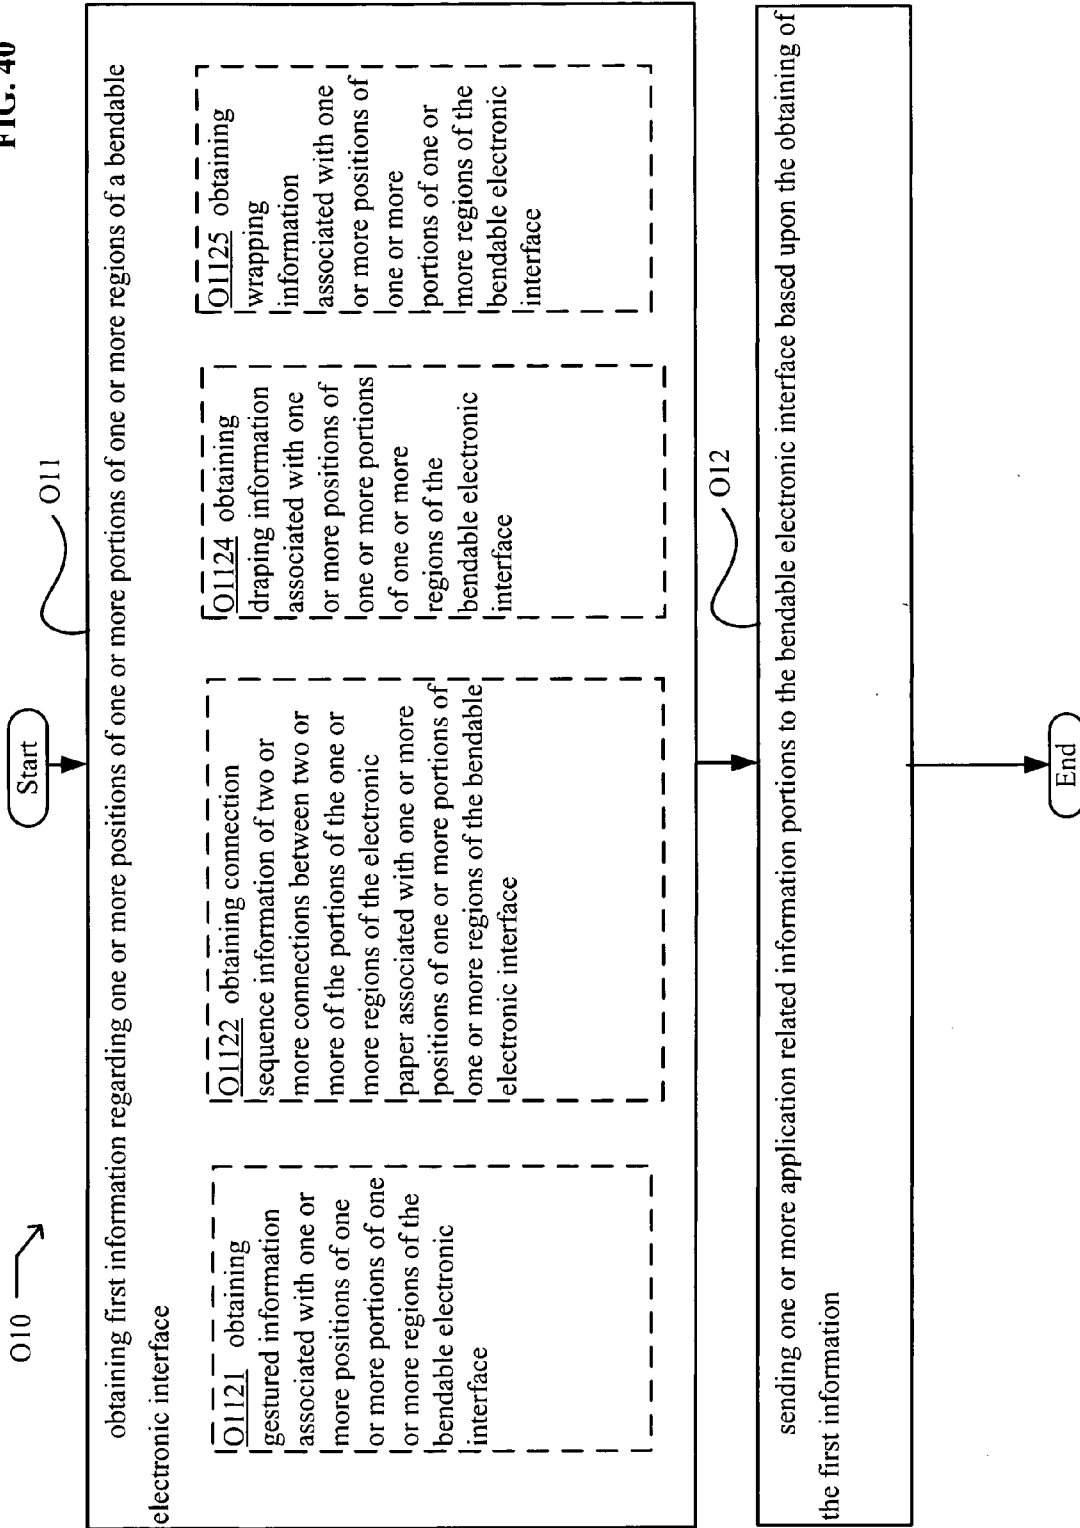 FIG. 40
O10
Start
O11
obtaining first information regarding one or more positions of one or more portions of one or more regions of a bendable
electronic interface
O1121 obtaining
gestured information
associated with one or
more positions of one
or more portions of one
or more regions of the
bendable electronic
interface
O1122 obtaining connection
sequence information of two or
more connections between two or
more of the portions of the one or
more regions of the electronic
paper associated with one or more
positions of one or more portions of
one or more regions of the bendable
electronic interface
O1124 obtaining
draping information
associated with one
or more positions of
one or more portions
of one or more
regions of the
bendable electronic
interface
O1125 obtaining
wrapping
information
associated with one
or more positions of
one or more
portions of one or
more regions of the
bendable electronic
interface
O12
sending one or more application related information portions to the bendable electronic interface based upon the obtaining of
the first information
End